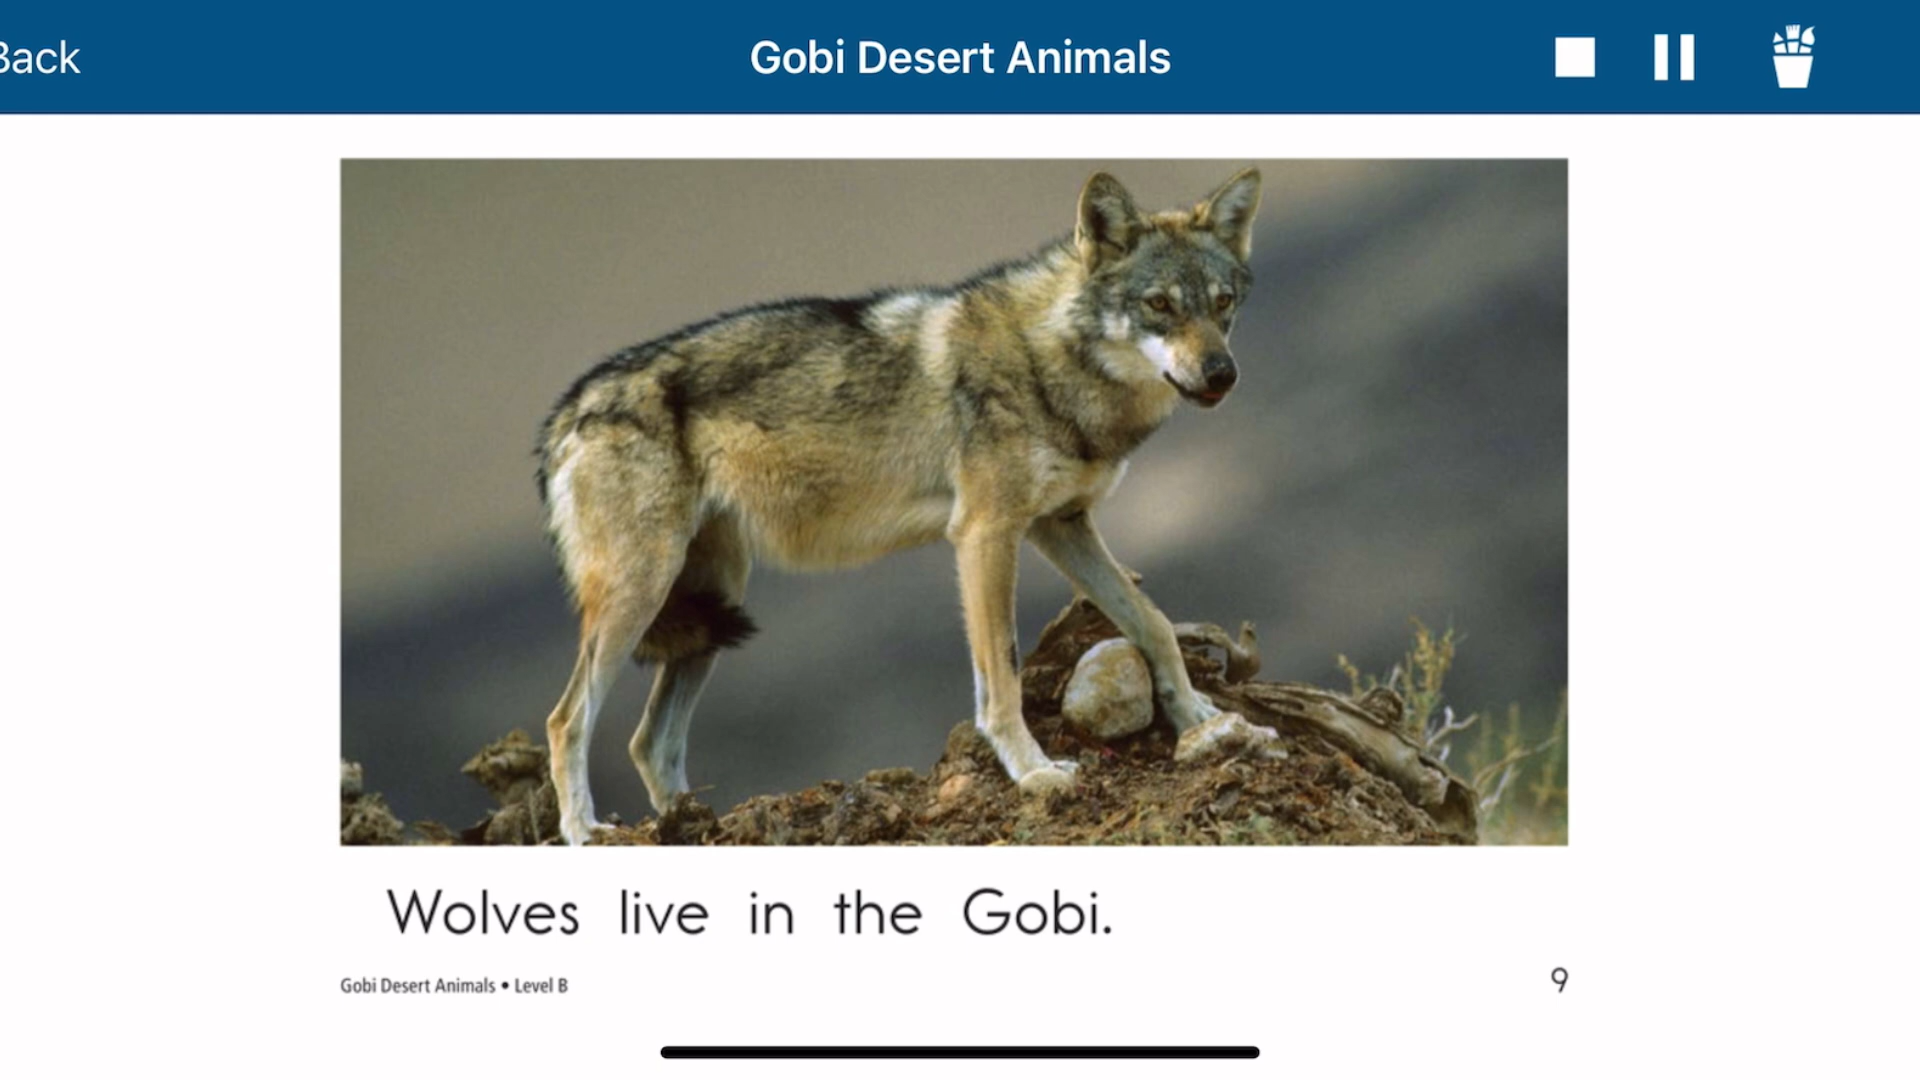 Back
Gobi Desert Animals
Wolves live in the Gobi.
Gobi Desert Animals • Level B
9